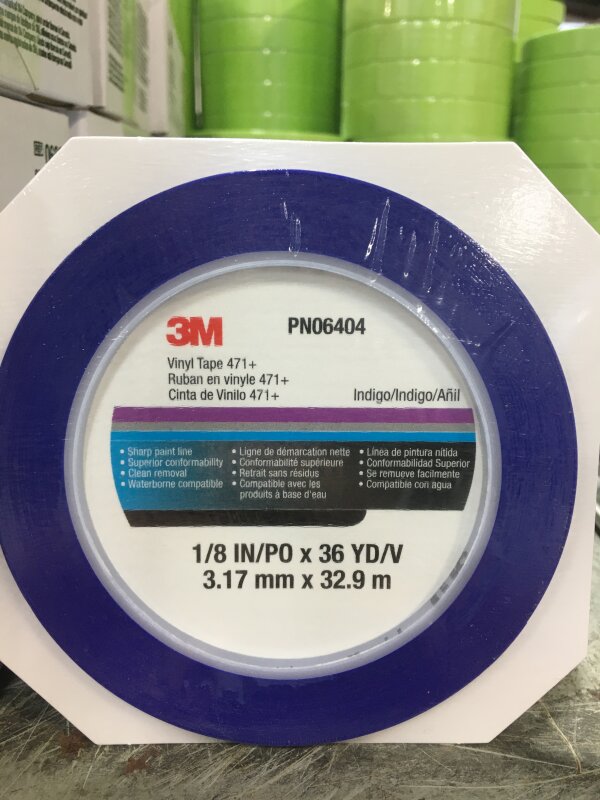 3M
PN06404
Vinyl Tape 471+
Ruban en vinyle 471+
Cinta de Vinilo 471+
Indigo/Indigo/Añil
• Sharp paint line
• Superior conformability
• Clean removal
• Waterborne compatible
• Ligne de démarcation nette
• Conformabilité supérieure
• Retrait sans résidus
• Compatible avec les
produits à base d'eau
• Línea de pintura nítida
• Conformabilidad Superior
• Se remueve facilmente
• Compatible con agua
1/8 IN/PO x 36 YD/V
3.17 mm x 32.9 m